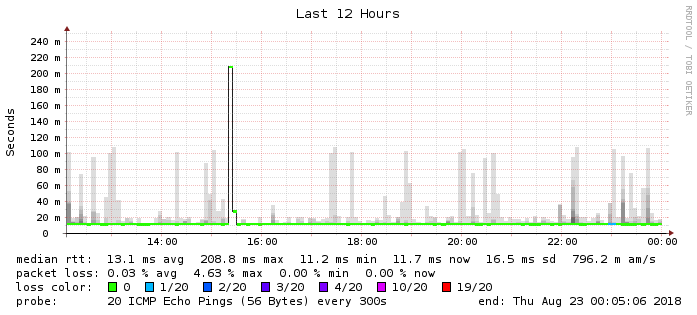 Last 12 Hours
RRDTOOL / TOBI OETIKER
Seconds
240 m
220 m
200 m
180 m
160 m
140 m
120 m
100 m
80 m
60 m
40 m
20 m
0
14:00 16:00 18:00 20:00 22:00 00:00
median rtt: 13.1 ms avg 208.8 ms max 11.2 ms min 11.7 ms now 16.5 ms sd 796.2 m am/s
packet loss: 0.03 % avg 4.63 % max 0.00 % min 0.00 % now
loss color: 0 1/20 2/20 3/20 4/20 10/20 19/20
probe: 20 ICMP Echo Pings (56 Bytes) every 300s end: Thu Aug 23 00:05:06 2018